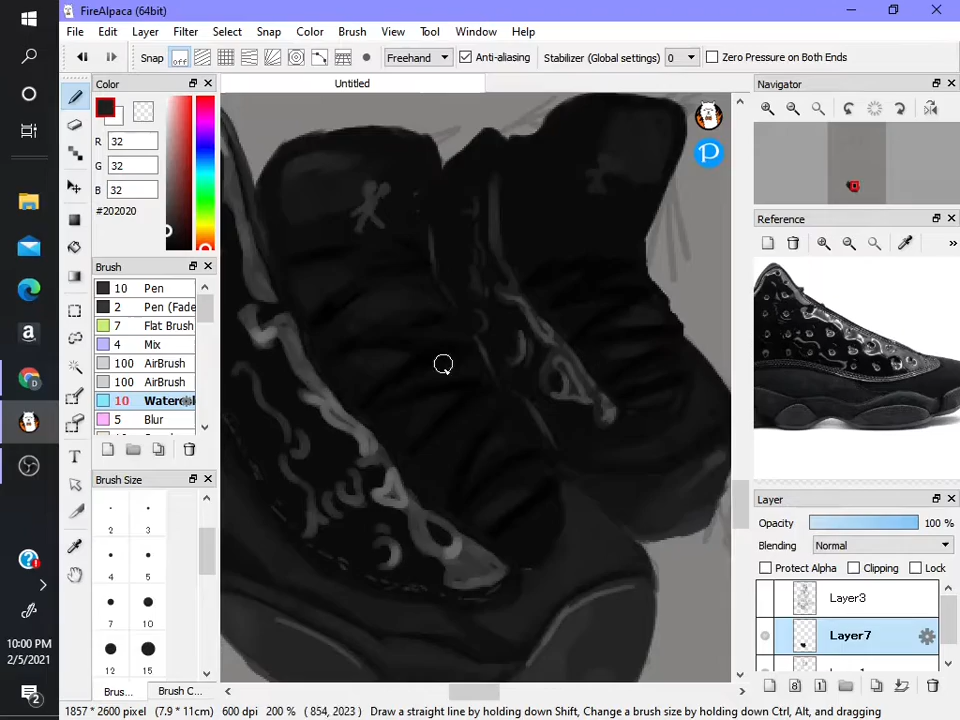 FireAlpaca (64bit)
File Edit Layer Filters Select Snap Color Brush View Tool Window Help
Snap off Freehand Anti-aliasing Stabilizer (Global settings) 0 Zero Pressure on Both Ends
Color
Untitled
Navigator
R 32
G 32
B 32
#202020
Reference
Brush
10 Pen
2 Pen (Fade
7 Flat Brush
4 Mix
100 AirBrush
100 AirBrush
10
5 Blur
Brush Size
2 3
4 5
7 10
12 15
Brus... Brush C...
Layer
Opacity 100 %
Blending Normal
Protect Alpha Clipping Lock
Layer3
Layer7
10:00 PM
2/5/2021
2
1857 * 2600 pixel (7.9 * 11cm) 600 dpi 200 % ( 854, 2023 ) Draw a straight line by holding down Shift, Change a brush size by holding down Ctrl, Alt, and dragging